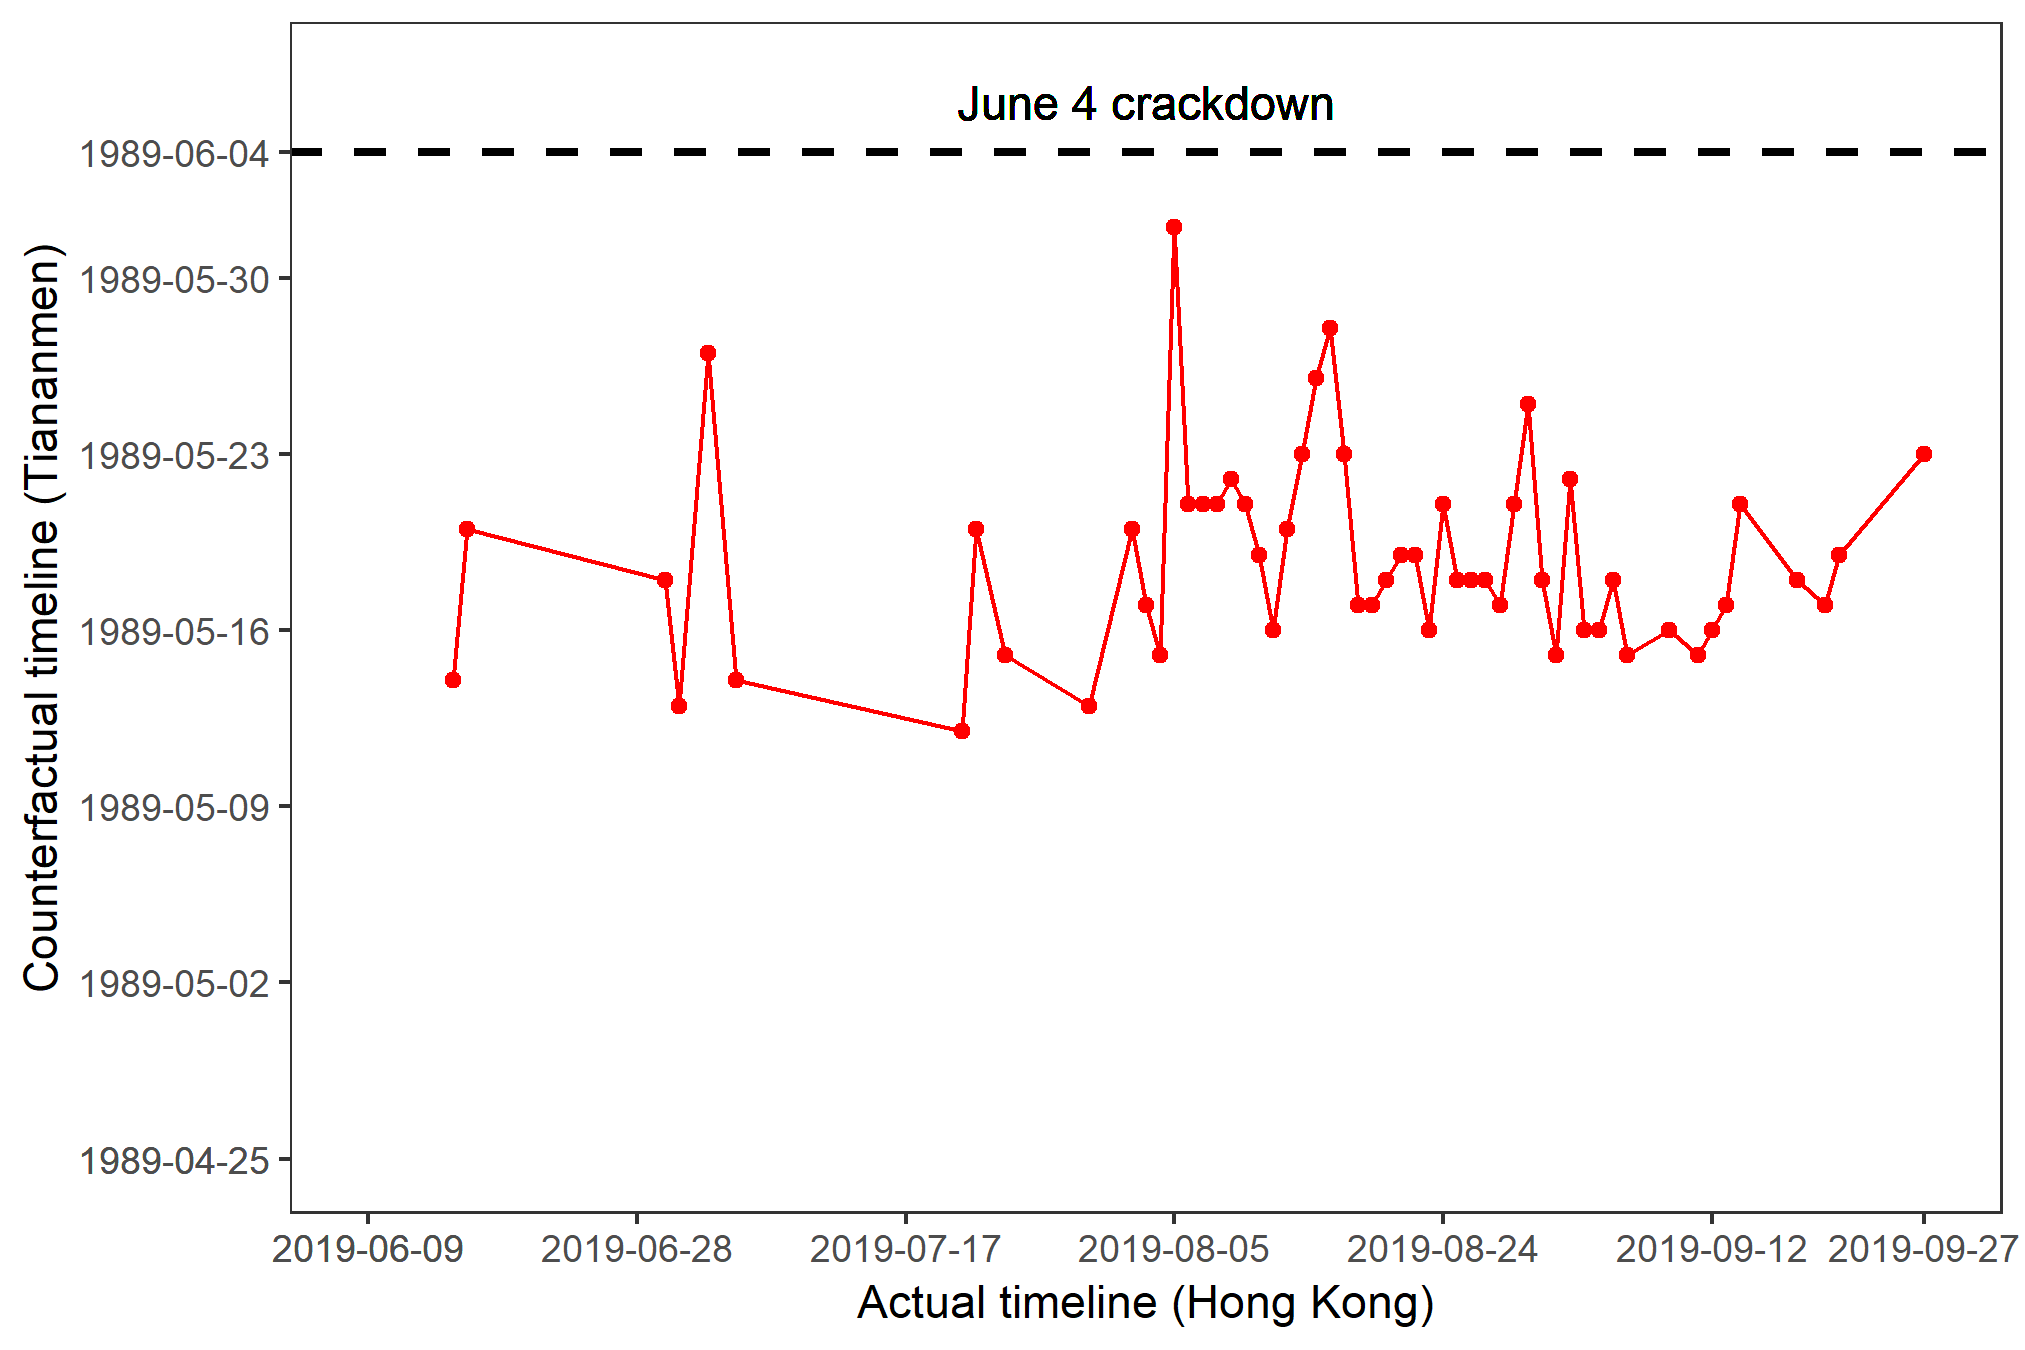 June 4 crackdown
1989-06-04
1989-05-30
1989-05-23
1989-05-16
1989-05-09
1989-05-02
1989-04-25
Counterfactual timeline (Tiananmen)
2019-06-09 2019-06-28 2019-07-17 2019-08-05 2019-08-24 2019-09-12 2019-09-27
Actual timeline (Hong Kong)